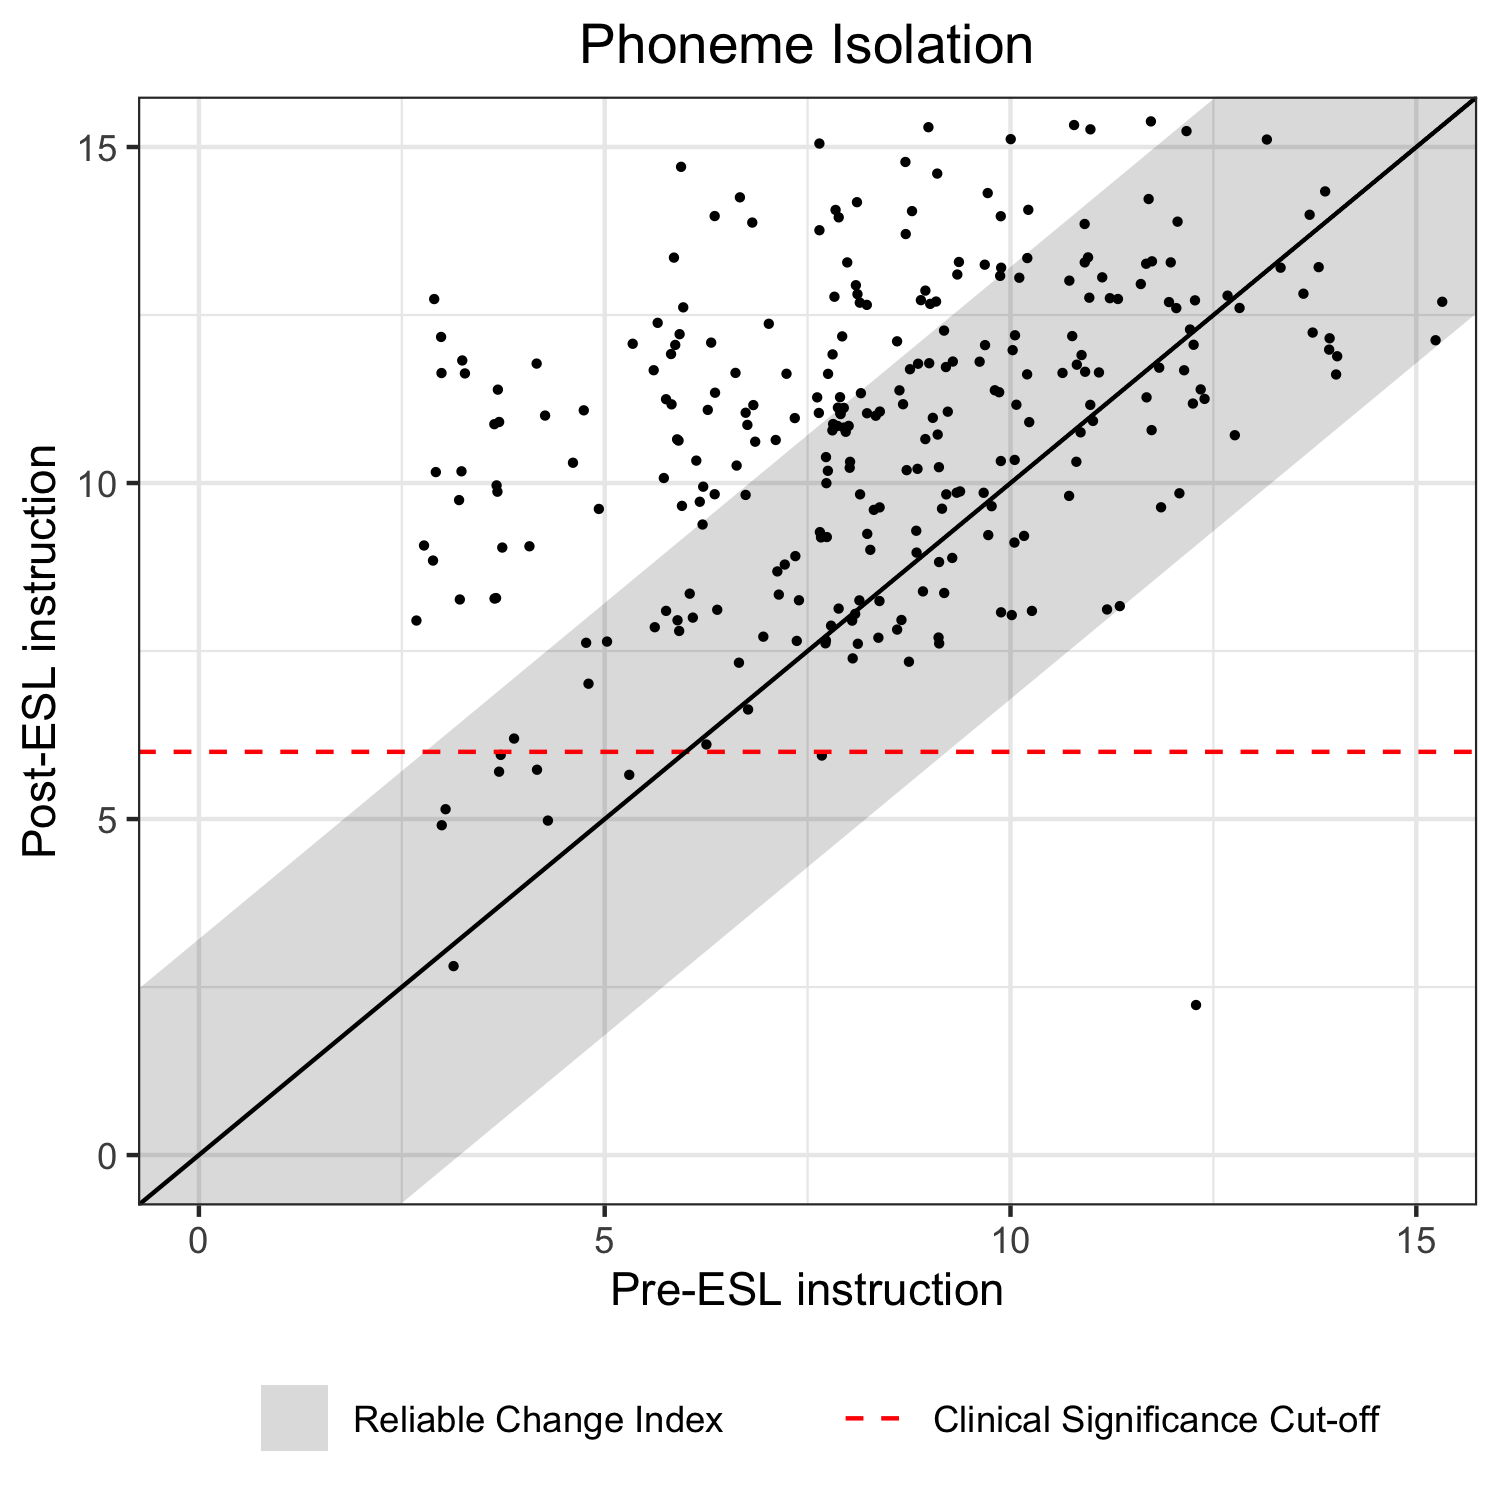 Phoneme Isolation
15
10
5
0
Post-ESL instruction
0 5 10 15
Pre-ESL instruction
Reliable Change Index Clinical Significance Cut-off